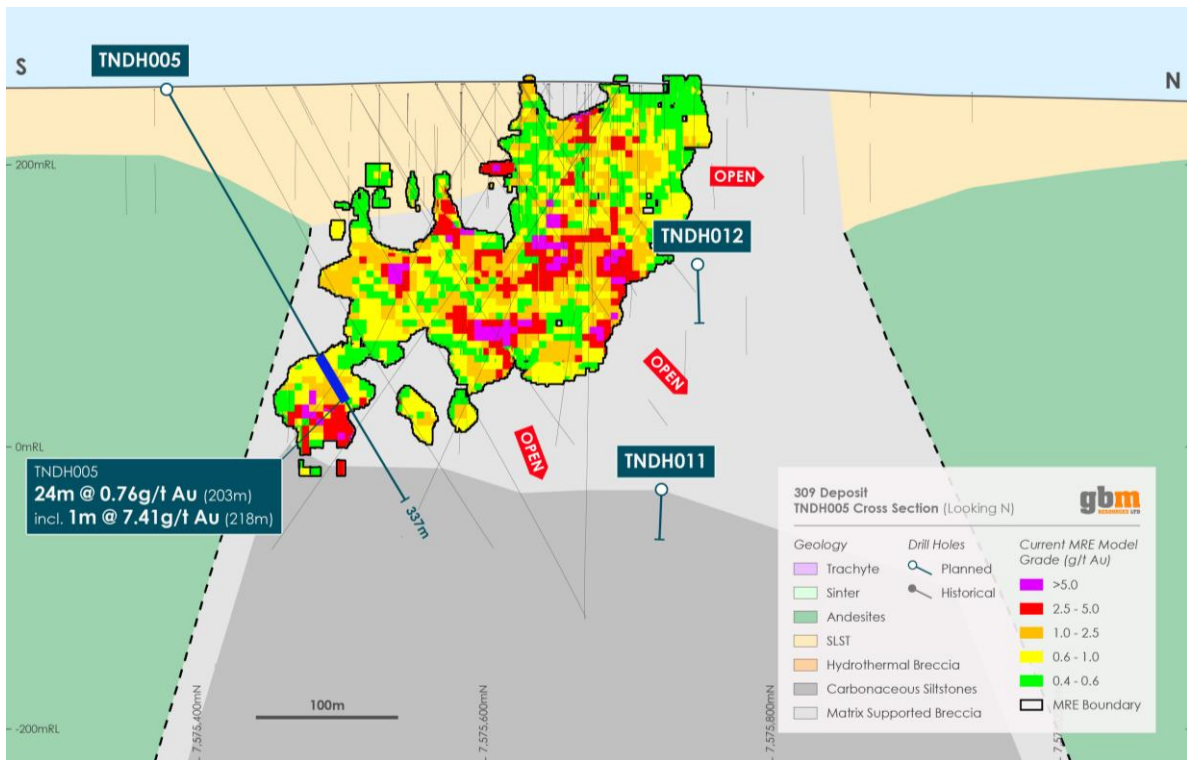 S
TNDH005
N
200mRL
OPEN
TNDH012
OPEN
0mRL
OPEN
TNDH011
TNDH005
24m @ 0.76g/t Au (203m)
incl. 1m @ 7.41g/t Au (218m)
337m
309 Deposit
TNDH005 Cross Section (Looking N)
gbm
RESOURCES LTD
Geology
Trachyte
Sinter
Andesites
SLST
Hydrothermal Breccia
Carbonaceous Siltstones
Matrix Supported Breccia
Drill Holes
Planned
Historical
Current MRE Model
Grade (g/t Au)
>5.0
2.5 - 5.0
1.0 - 2.5
0.6 - 1.0
0.4 - 0.6
MRE Boundary
100m
-200mRL
7,575,400mN
7,575,600mN
7,575,800mN